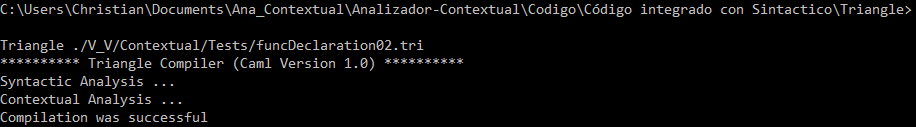 C:\Users\Christian\Documents\Ana_Contextual\Analizador-Contextual\Codigo\Código integrado con Sintactico\Triangle>
Triangle ./V_V/Contextual/Tests/funcDeclaration02.tri
********** Triangle Compiler (Caml Version 1.0) **********
Syntactic Analysis ...
Contextual Analysis ...
Compilation was successful